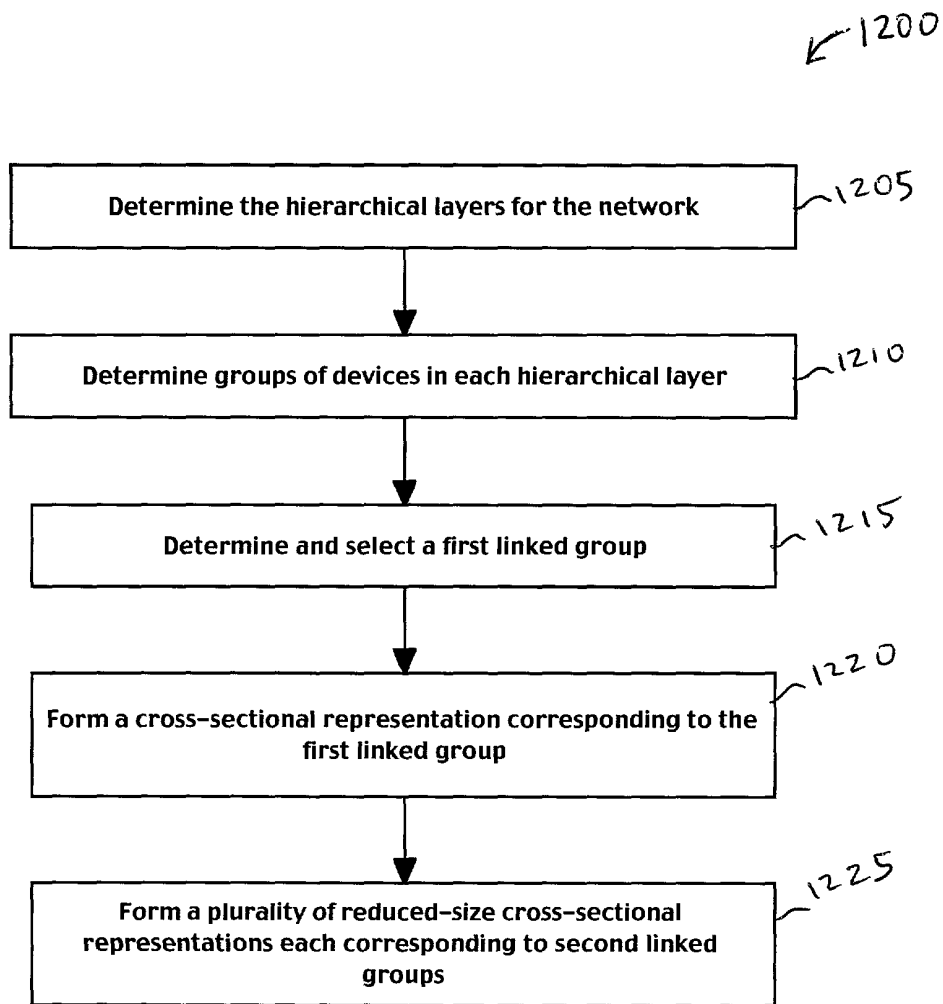 1200
Determine the hierarchical layers for the network
1205
Determine groups of devices in each hierarchical layer
1210
Determine and select a first linked group
1215
Form a cross-sectional representation corresponding to the
first linked group
1220
Form a plurality of reduced-size cross-sectional
representations each corresponding to second linked
groups
1225